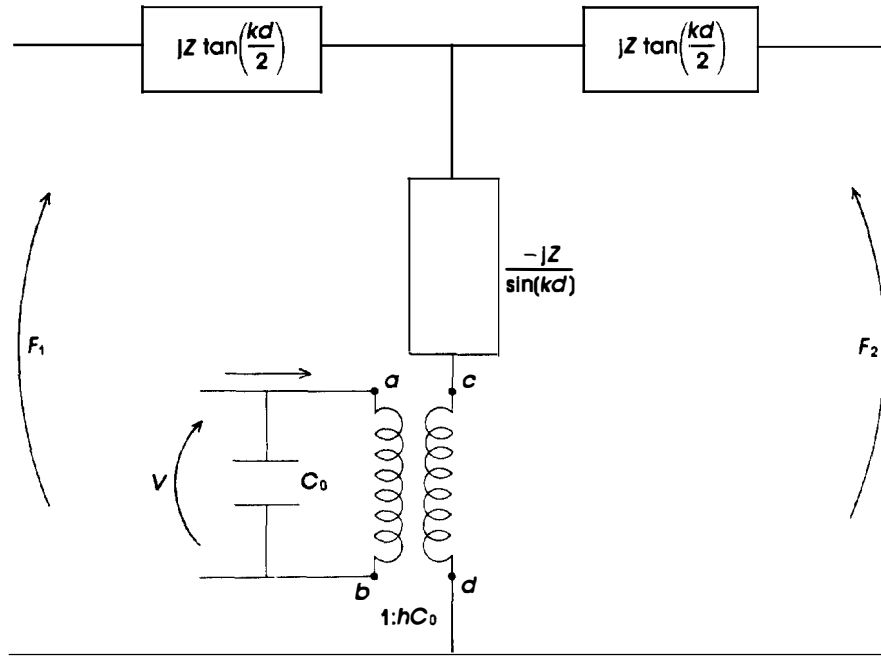 jZ tan(kd/2)
jZ tan(kd/2)
-jZ/sin(kd)
F₁
F₂
a
c
V
C₀
b
d
1:hC₀